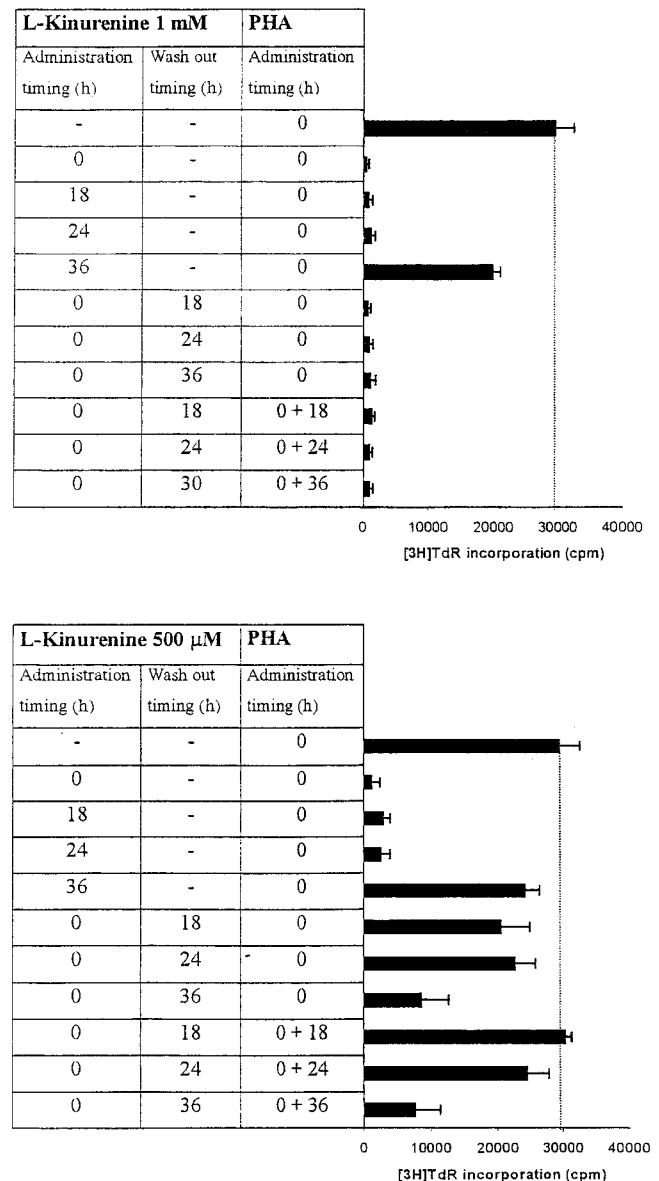 L-Kinurenine 1 mM PHA
Administration Wash out Administration
timing (h) timing (h) timing (h)
- - 0
0 - 0
18 - 0
24 - 0
36 - 0
0 18 0
0 24 0
0 36 0
0 18 0 + 18
0 24 0 + 24
0 30 0 + 36
0 10000 20000 30000 40000
[3H]TdR incorporation (cpm)
L-Kinurenine 500 µM PHA
Administration Wash out Administration
timing (h) timing (h) timing (h)
- - 0
0 - 0
18 - 0
24 - 0
36 - 0
0 18 0
0 24 0
0 36 0
0 18 0 + 18
0 24 0 + 24
0 36 0 + 36
0 10000 20000 30000 40000
[3H]TdR incorporation (cpm)